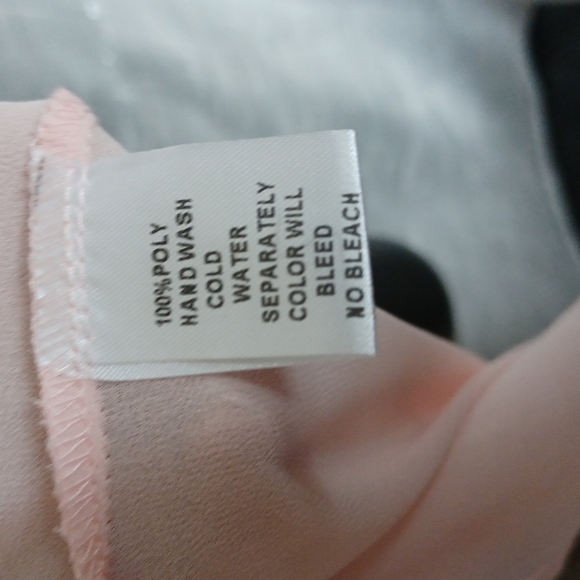 100%POLY
HAND WASH
COLD
WATER
SEPARATELY
COLOR WILL
BLEED
NO BLEACH